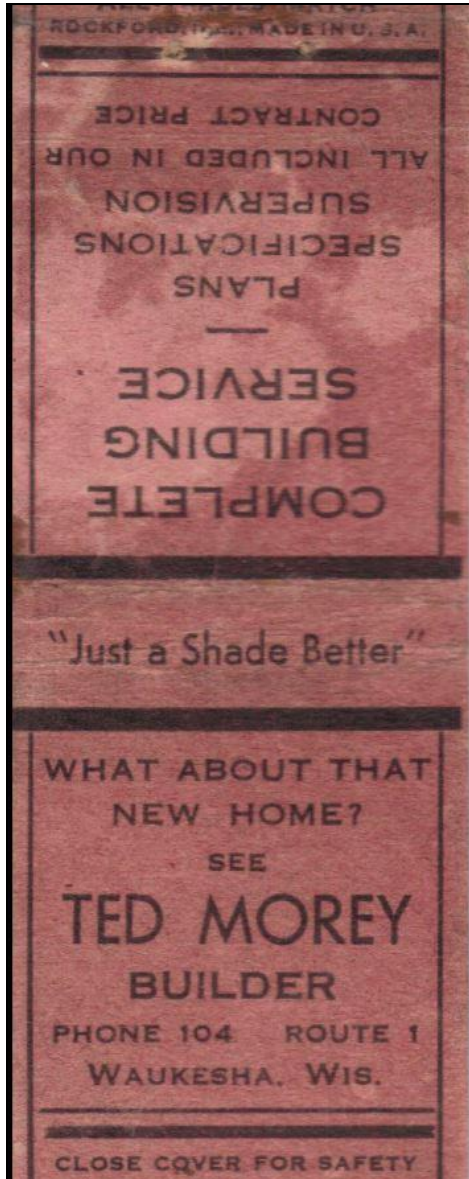 ROCKFORD, MADE IN U.S.A.
COMPLETE
BUILDING
SERVICE
—
PLANS
SPECIFICATIONS
SUPERVISION
ALL INCLUDED IN OUR
CONTRACT PRICE
"Just a Shade Better"
WHAT ABOUT THAT
NEW HOME?
SEE
TED MOREY
BUILDER
PHONE 104 ROUTE 1
WAUKESHA, WIS.
CLOSE COVER FOR SAFETY